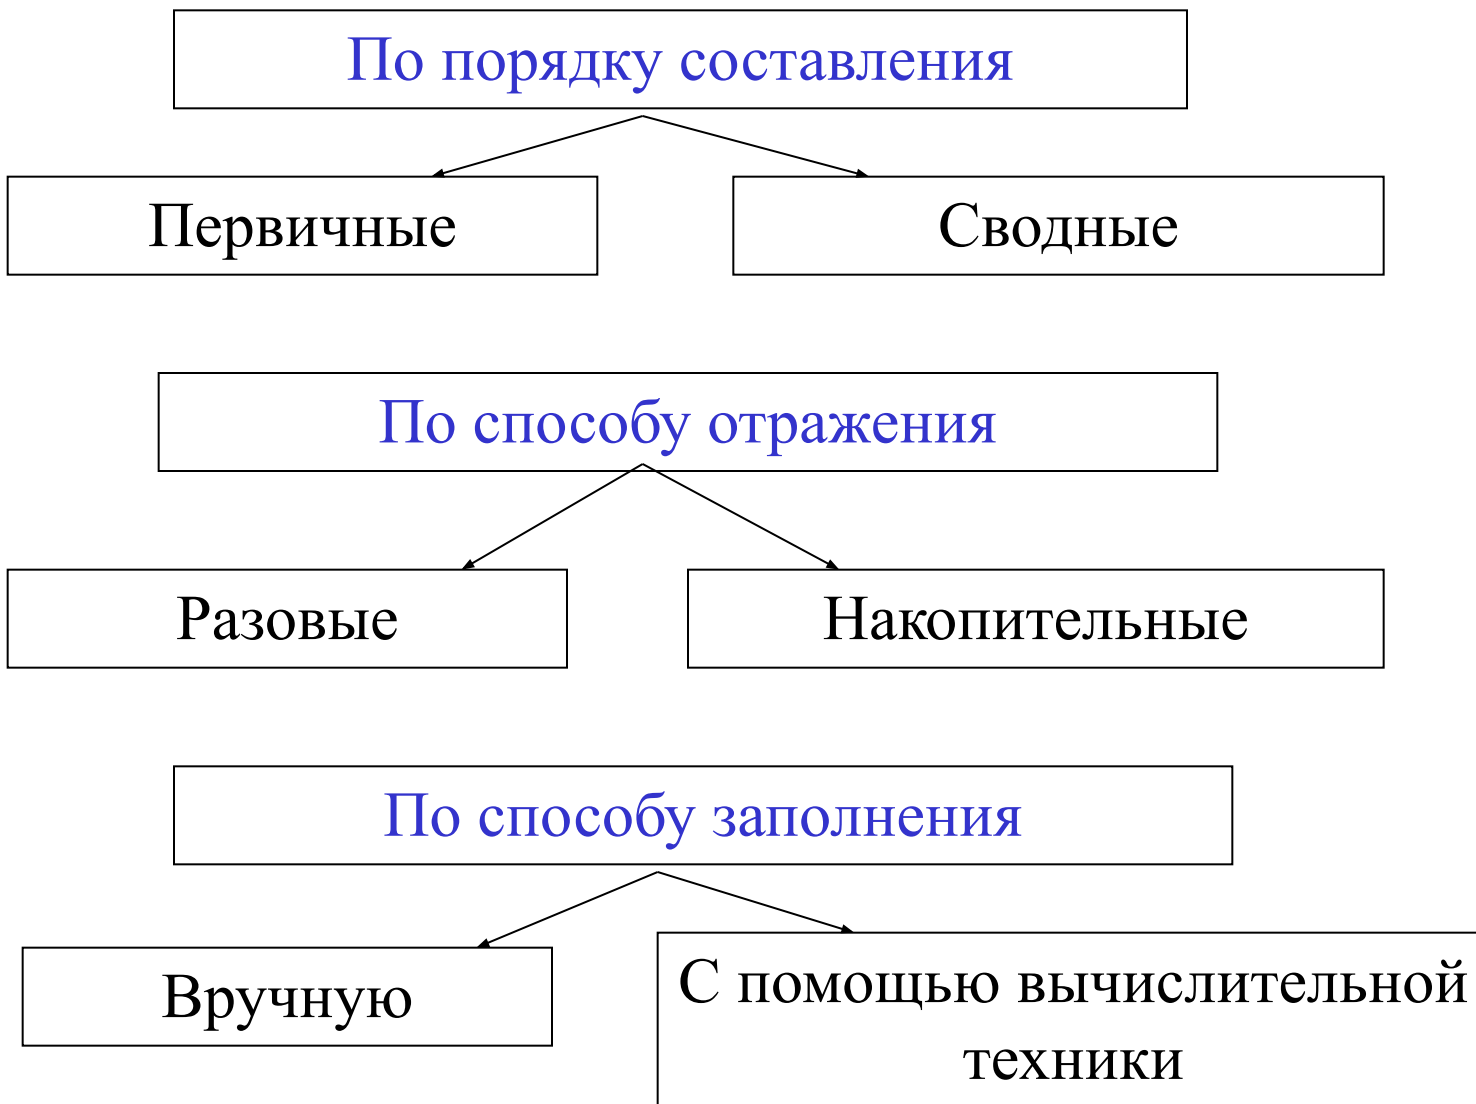 По порядку составления
Первичные
Сводные
По способу отражения
Разовые
Накопительные
По способу заполнения
Вручную
С помощью вычислительной
техники